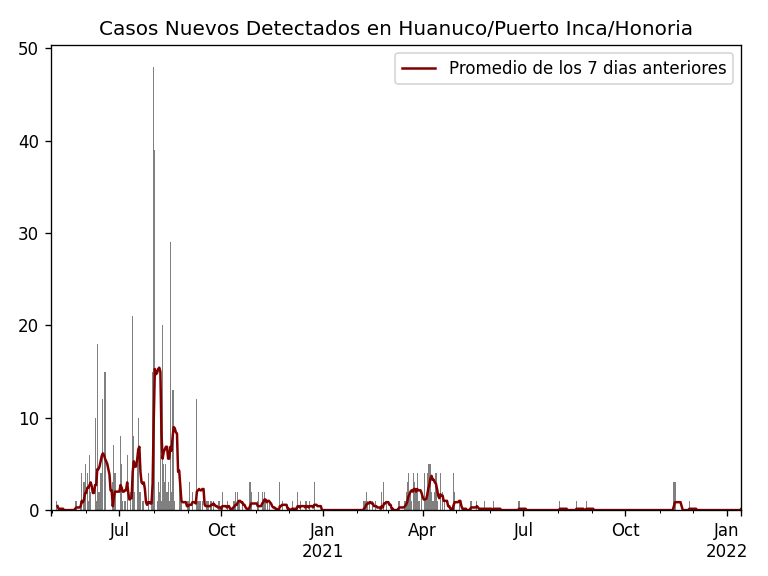 Casos Nuevos Detectados en Huanuco/Puerto Inca/Honoria
Promedio de los 7 dias anteriores
50
40
30
20
10
0
Jul
Oct
Jan
2021
Apr
Jul
Oct
Jan
2022